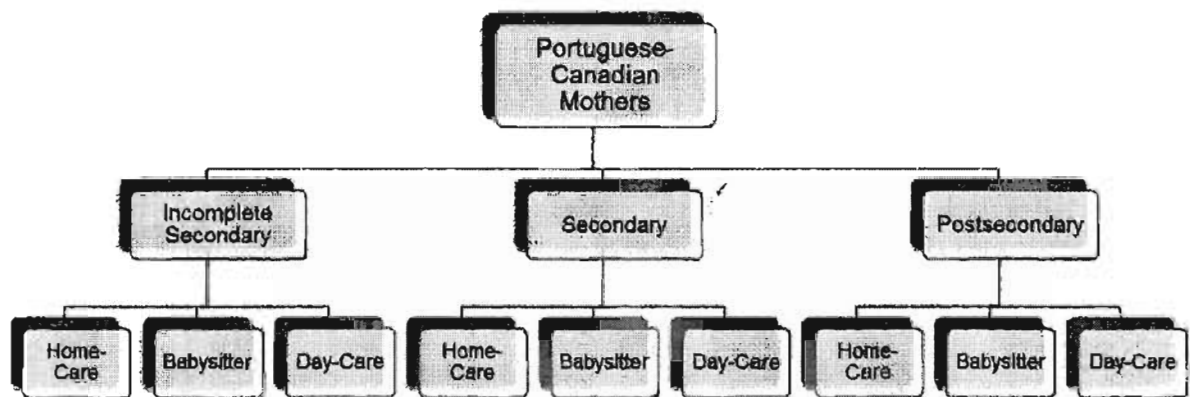 Portuguese-
Canadian
Mothers
Incomplete
Secondary
Secondary
Postsecondary
Home-
Care
Babysitter
Day-Care
Home-
Care
Babysitter
Day-Care
Home-
Care
Babysitter
Day-Care